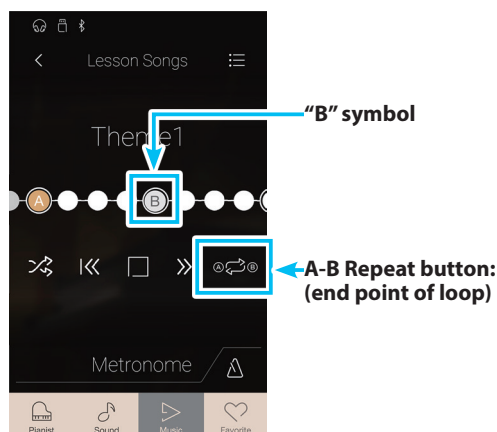 Lesson Songs
“B” symbol
Theme1
A
B
A B
A-B Repeat button:
(end point of loop)
Metronome
Pianist Sound Music Favorite